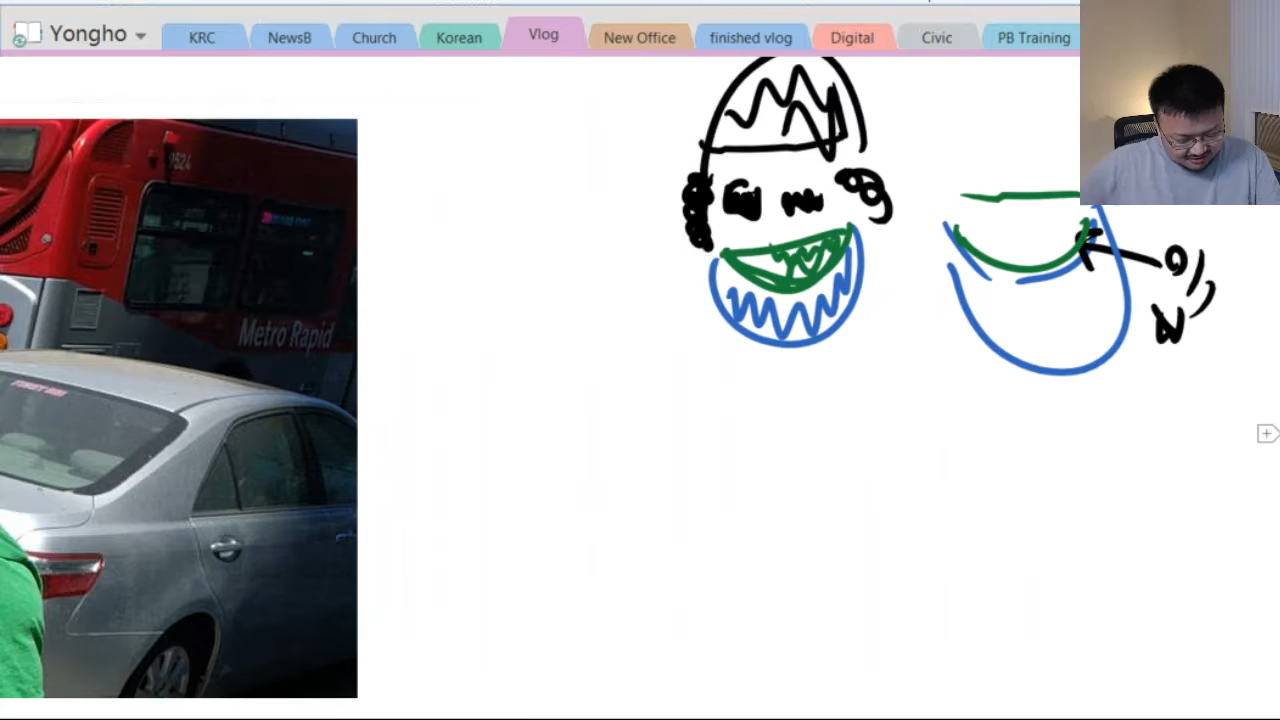 Yongho
KRC NewsB Church Korean Vlog New Office finished vlog Digital Civic PB Training
9524
Metro Rapid